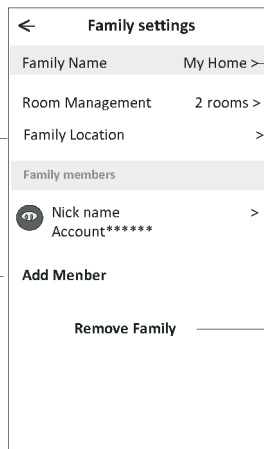 ← Family settings
Family Name My Home >
Room Management 2 rooms >
Family Location >
Family members
Nick name >
Account******
Add Menber
Remove Family